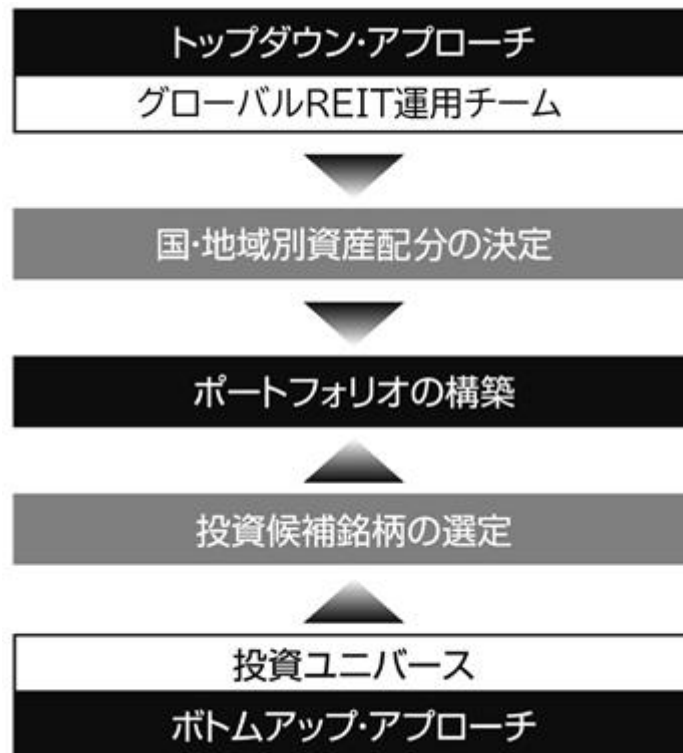 トップダウン・アプローチ
グローバルREIT運用チーム
国・地域別資産配分の決定
ポートフォリオの構築
投資候補銘柄の選定
投資ユニバース
ボトムアップ・アプローチ